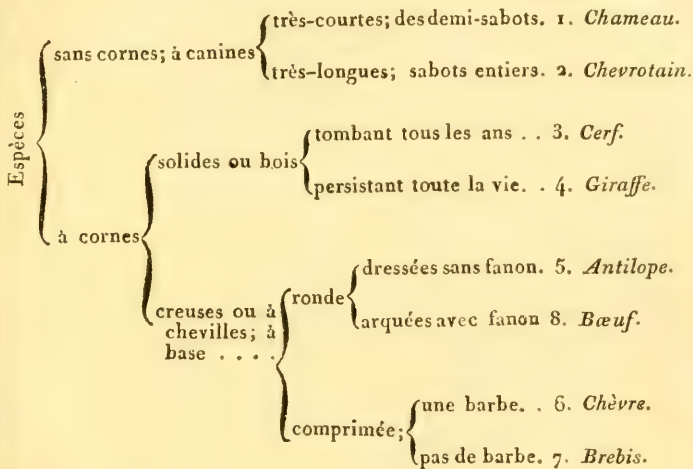 Espèces
sans cornes; à canines
très-courtes; des demi-sabots. 1. Chameau.
très-longues; sabots entiers. 2. Chevrotain.
à cornes
solides ou bois
tombant tous les ans . . 3. Cerf.
persistant toute la vie. . 4. Giraffe.
creuses ou à
chevilles; à
base . . . .
ronde
dressées sans fanon. 5. Antilope.
arquées avec fanon 8. Bœuf.
comprimée;
une barbe. . 6. Chèvre.
pas de barbe. 7. Brebis.